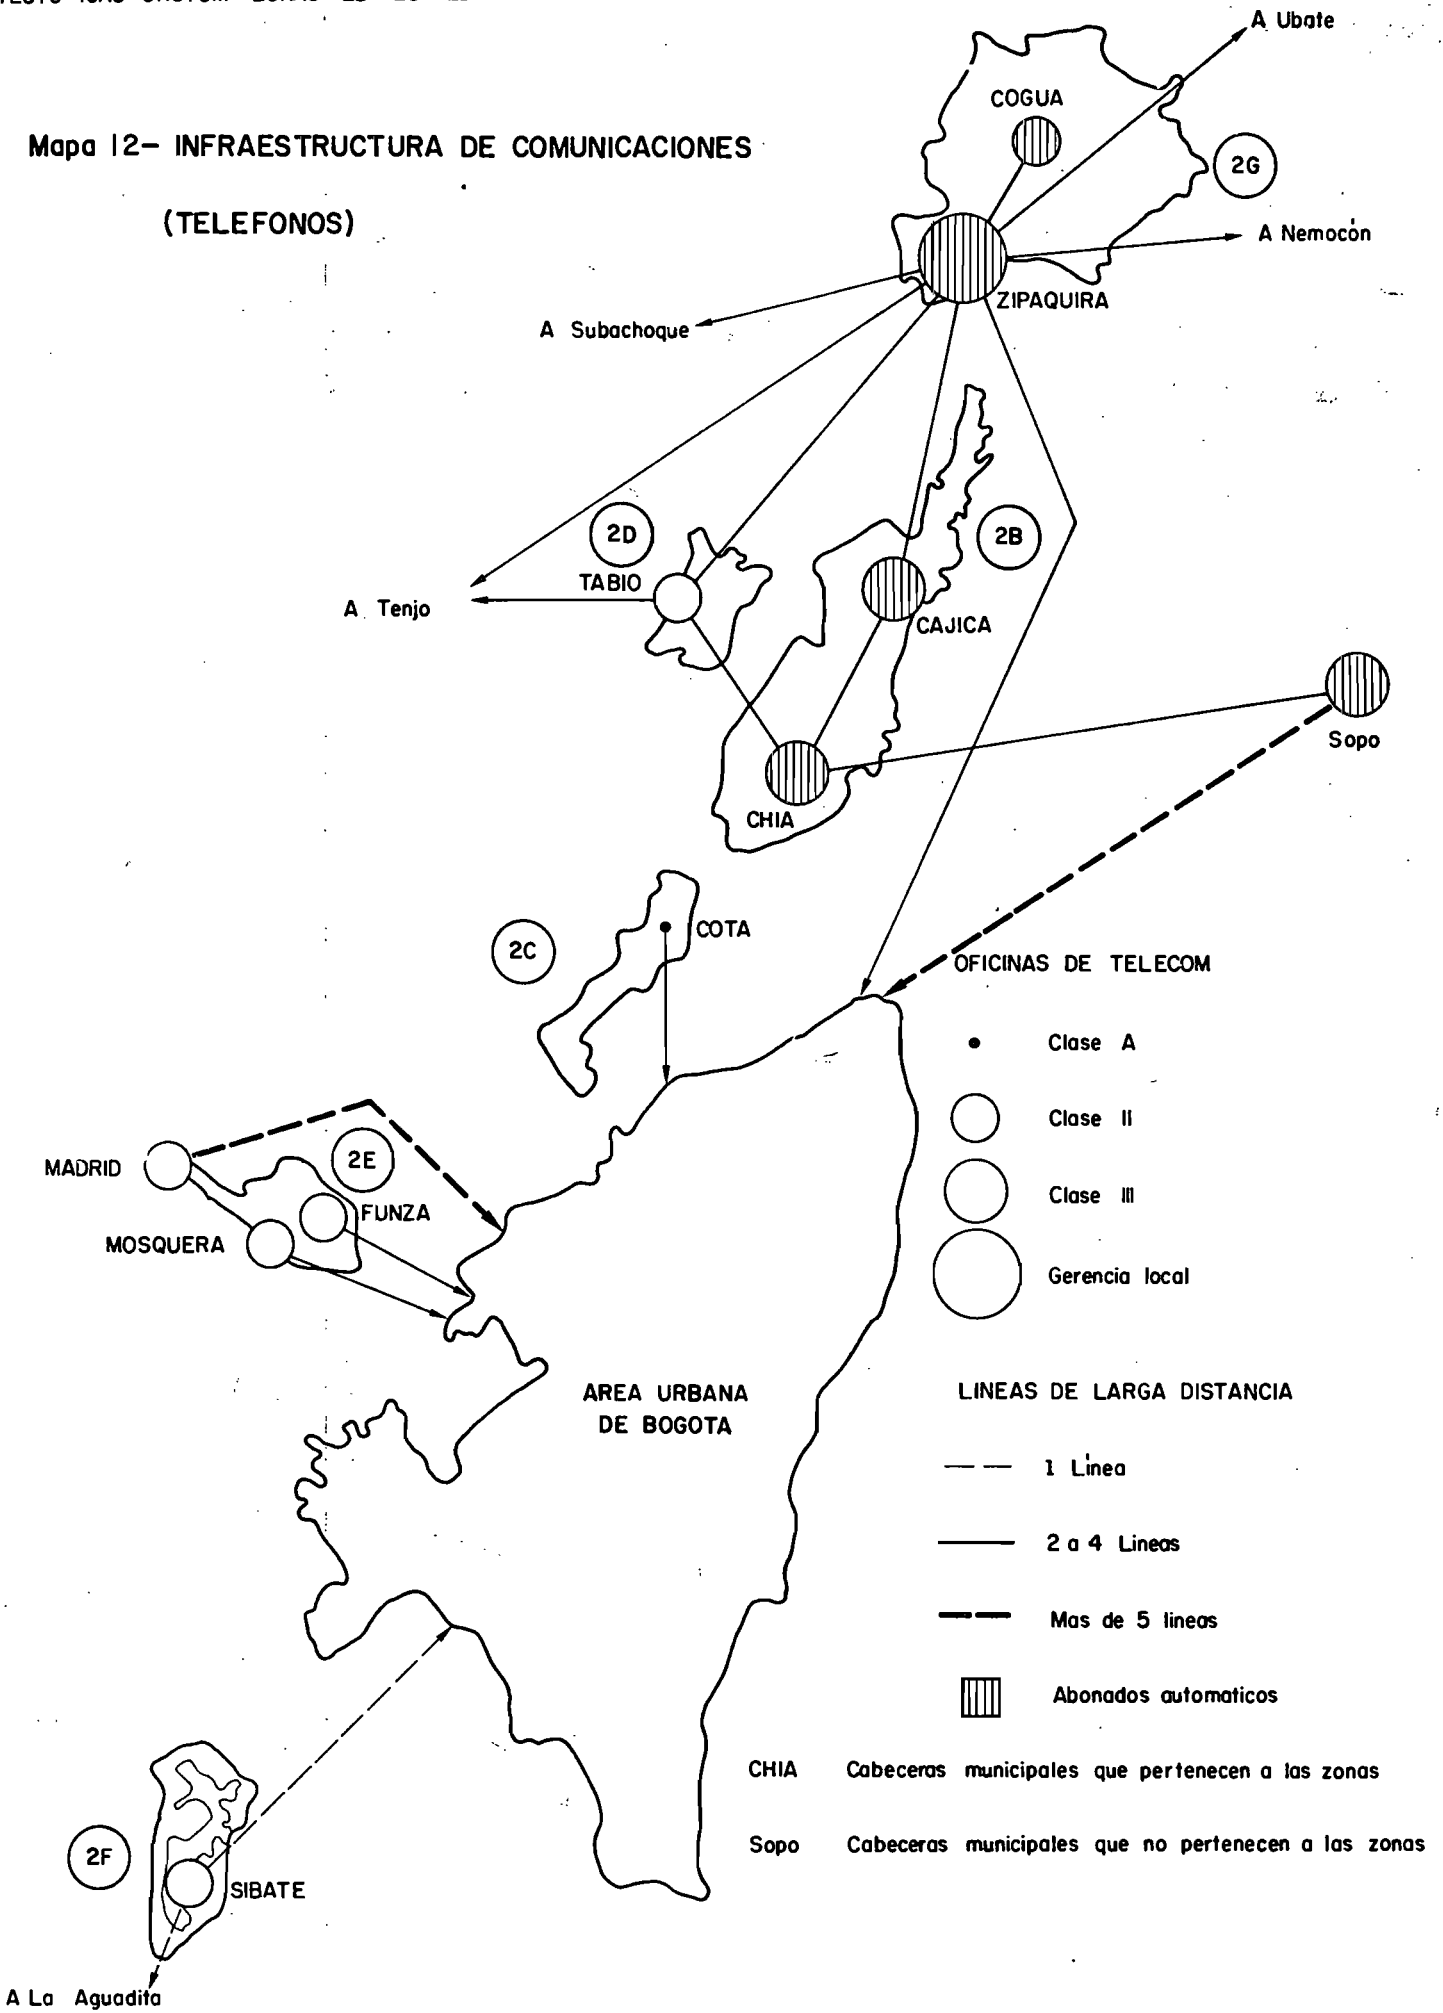 Mapa 12- INFRAESTRUCTURA DE COMUNICACIONES
(TELEFONOS)
A Ubate
COGUA
2G
A Nemocón
ZIPAQUIRA
A Subachoque
2D
2B
TABIO
A Tenjo
CAJICA
Sopo
CHIA
COTA
2C
OFICINAS DE TELECOM
Clase A
Clase II
Clase III
Gerencia local
MADRID
2E
FUNZA
MOSQUERA
AREA URBANA
DE BOGOTA
LINEAS DE LARGA DISTANCIA
1 Línea
2 a 4 Lineas
Mas de 5 lineas
Abonados automaticos
CHIA Cabeceras municipales que pertenecen a las zonas
Sopo Cabeceras municipales que no pertenecen a las zonas
2F
SIBATE
A La Aguadita